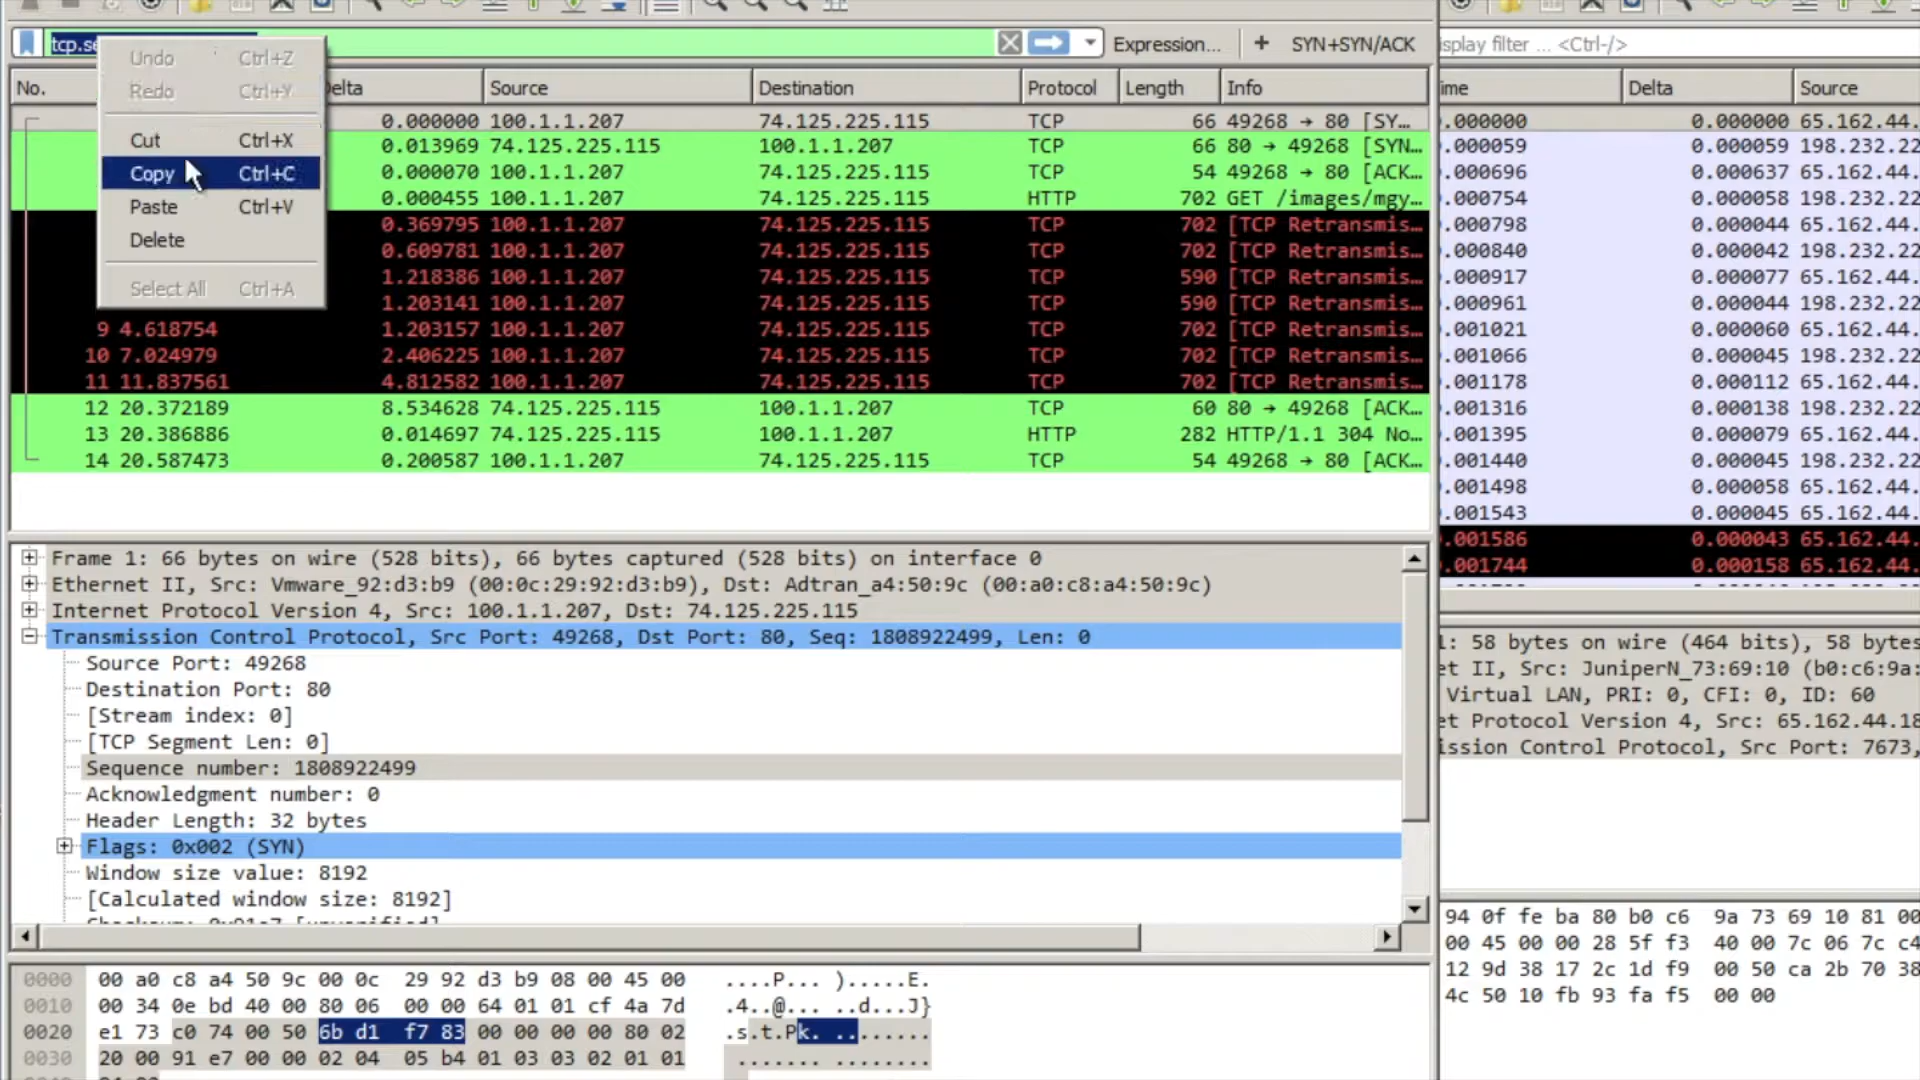 tcp.se
Expression...
+
SYN+SYN/ACK
Undo Ctrl+Z
Redo Ctrl+Y
Cut Ctrl+X
Copy Ctrl+C
Paste Ctrl+V
Delete
Select All Ctrl+A
No. elta Source Destination Protocol Length Info
0.000000 100.1.1.207 74.125.225.115 TCP 66 49268 → 80 [SY…
0.013969 74.125.225.115 100.1.1.207 TCP 66 80 → 49268 [SYN…
0.000070 100.1.1.207 74.125.225.115 TCP 54 49268 → 80 [ACK…
0.000455 100.1.1.207 74.125.225.115 HTTP 702 GET /images/mgy…
0.369795 100.1.1.207 74.125.225.115 TCP 702 [TCP Retransmis…
0.609781 100.1.1.207 74.125.225.115 TCP 702 [TCP Retransmis…
1.218386 100.1.1.207 74.125.225.115 TCP 590 [TCP Retransmis…
1.203141 100.1.1.207 74.125.225.115 TCP 590 [TCP Retransmis…
9 4.618754 1.203157 100.1.1.207 74.125.225.115 TCP 702 [TCP Retransmis…
10 7.024979 2.406225 100.1.1.207 74.125.225.115 TCP 702 [TCP Retransmis…
11 11.837561 4.812582 100.1.1.207 74.125.225.115 TCP 702 [TCP Retransmis…
12 20.372189 8.534628 74.125.225.115 100.1.1.207 TCP 60 80 → 49268 [ACK…
13 20.386886 0.014697 74.125.225.115 100.1.1.207 HTTP 282 HTTP/1.1 304 No…
14 20.587473 0.200587 100.1.1.207 74.125.225.115 TCP 54 49268 → 80 [ACK…
Frame 1: 66 bytes on wire (528 bits), 66 bytes captured (528 bits) on interface 0
Ethernet II, Src: Vmware_92:d3:b9 (00:0c:29:92:d3:b9), Dst: Adtran_a4:50:9c (00:a0:c8:a4:50:9c)
Internet Protocol Version 4, Src: 100.1.1.207, Dst: 74.125.225.115
Transmission Control Protocol, Src Port: 49268, Dst Port: 80, Seq: 1808922499, Len: 0
Source Port: 49268
Destination Port: 80
[Stream index: 0]
[TCP Segment Len: 0]
Sequence number: 1808922499
Acknowledgment number: 0
Header Length: 32 bytes
Flags: 0x002 (SYN)
Window size value: 8192
[Calculated window size: 8192]
0000 00 a0 c8 a4 50 9c 00 0c 29 92 d3 b9 08 00 45 00 ....P... ).....E.
0010 00 34 0e bd 40 00 80 06 00 00 64 01 01 cf 4a 7d .4..@... ..d...J}
0020 e1 73 c0 74 00 50 6b d1 f7 83 00 00 00 00 80 02 .s.t.Pk. ........
0030 20 00 91 e7 00 00 02 04 05 b4 01 03 03 02 01 01 ....... ........
isplay filter ... <Ctrl-/>
ime Delta Source
.000000 0.000000 65.162.44.
.000059 0.000059 198.232.22
.000696 0.000637 65.162.44.
.000754 0.000058 198.232.22
.000798 0.000044 65.162.44.
.000840 0.000042 198.232.22
.000917 0.000077 65.162.44.
.000961 0.000044 198.232.22
.001021 0.000060 65.162.44.
.001066 0.000045 198.232.22
.001178 0.000112 65.162.44.
.001316 0.000138 198.232.22
.001395 0.000079 65.162.44.
.001440 0.000045 198.232.22
.001498 0.000058 65.162.44.
.001543 0.000045 198.232.22
.001586 0.000043 65.162.44.
.001744 0.000158 65.162.44.
1: 58 bytes on wire (464 bits), 58 bytes
et II, Src: JuniperN_73:69:10 (b0:c6:9a:
Virtual LAN, PRI: 0, CFI: 0, ID: 60
et Protocol Version 4, Src: 65.162.44.18
ission Control Protocol, Src Port: 7673,
94 0f fe ba 80 b0 c6 9a 73 69 10 81 00
00 45 00 00 28 5f f3 40 00 7c 06 7c c4
12 9d 38 17 2c 1d f9 00 50 ca 2b 70 38
4c 50 10 fb 93 fa f5 00 00